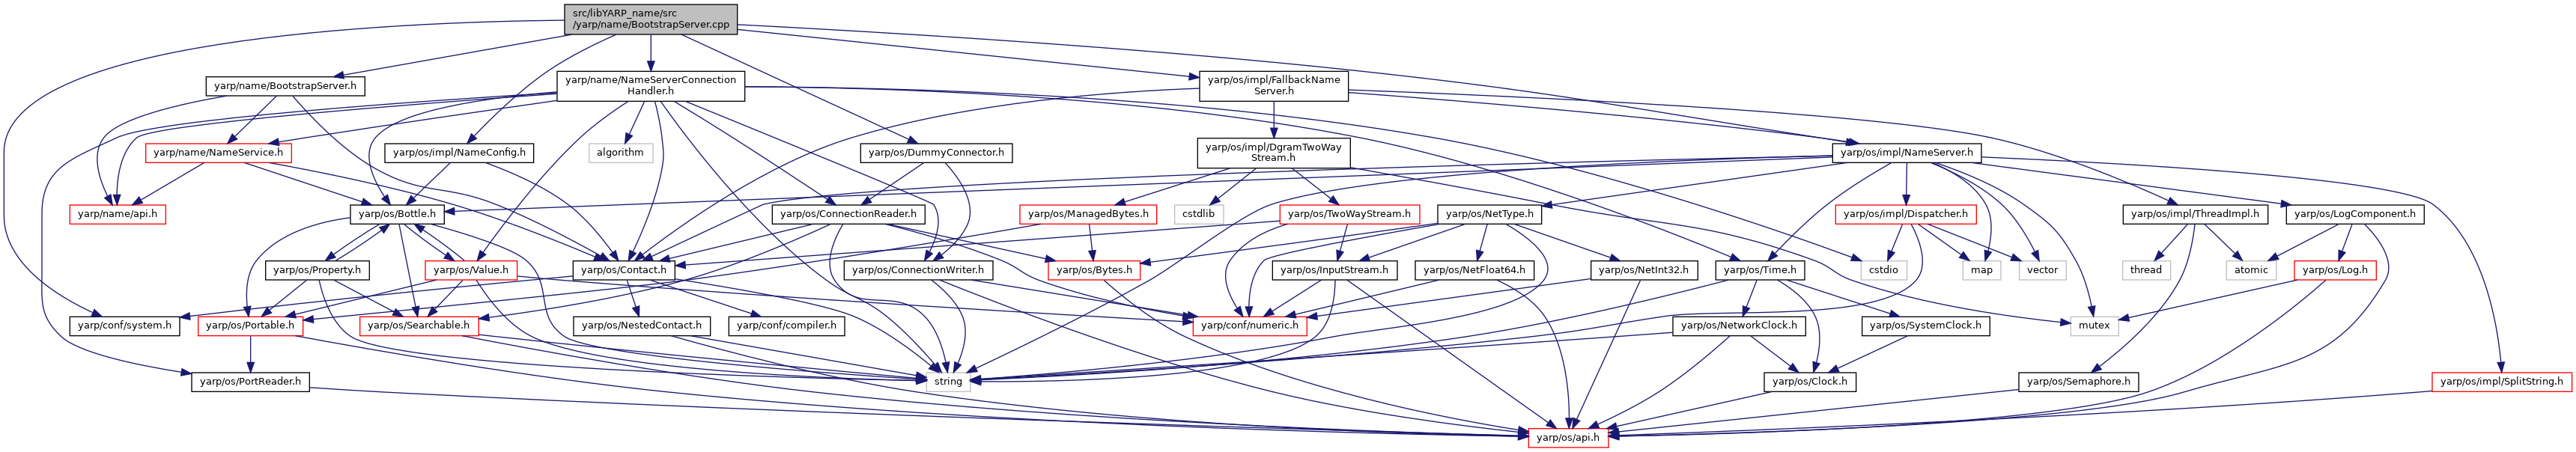 src/libYARP_name/src
/yarp/name/BootstrapServer.cpp
yarp/name/BootstrapServer.h
yarp/name/NameServerConnection
Handler.h
yarp/os/impl/FallbackName
Server.h
yarp/name/NameService.h
yarp/os/impl/NameConfig.h
algorithm
yarp/os/DummyConnector.h
yarp/os/impl/DgramTwoWay
Stream.h
yarp/os/impl/NameServer.h
yarp/name/api.h
yarp/os/Bottle.h
yarp/os/ConnectionReader.h
yarp/os/ManagedBytes.h
cstdlib
yarp/os/TwoWayStream.h
yarp/os/NetType.h
yarp/os/impl/Dispatcher.h
yarp/os/impl/ThreadImpl.h
yarp/os/LogComponent.h
yarp/os/Property.h
yarp/os/Value.h
yarp/os/Contact.h
yarp/os/ConnectionWriter.h
yarp/os/Bytes.h
yarp/os/InputStream.h
yarp/os/NetFloat64.h
yarp/os/NetInt32.h
yarp/os/Time.h
cstdio
map
vector
thread
atomic
yarp/os/Log.h
yarp/conf/system.h
yarp/os/Portable.h
yarp/os/Searchable.h
yarp/os/NestedContact.h
yarp/conf/compiler.h
yarp/conf/numeric.h
yarp/os/NetworkClock.h
yarp/os/SystemClock.h
mutex
yarp/os/PortReader.h
string
yarp/os/Clock.h
yarp/os/Semaphore.h
yarp/os/impl/SplitString.h
yarp/os/api.h